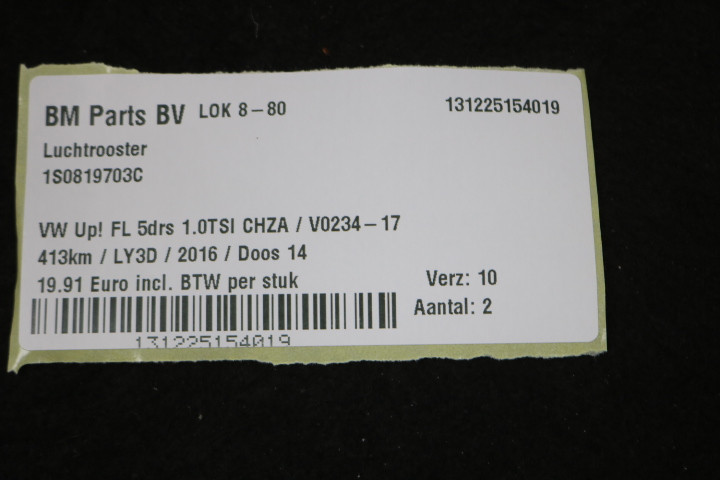 BM Parts BV LOK 8-80 131225154019
Luchtrooster
1S0819703C
VW Up! FL 5drs 1.0TSI CHZA / V0234-17
413km / LY3D / 2016 / Doos 14
19.91 Euro incl. BTW per stuk Verz: 10
Aantal: 2
131225154019